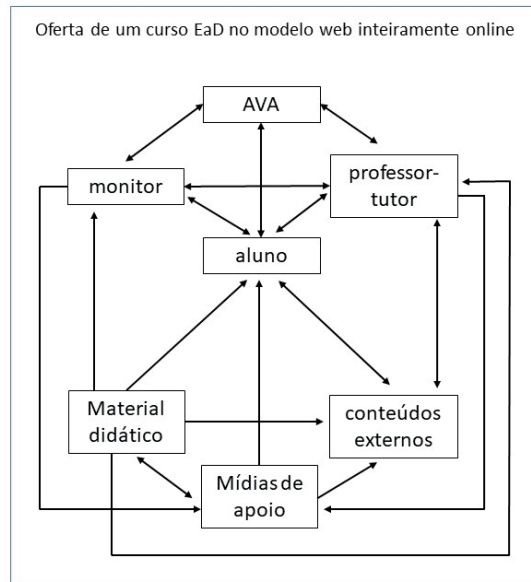 Oferta de um curso EaD no modelo web inteiramente online
AVA
monitor
professor-
tutor
aluno
Material
didático
conteúdos
externos
Mídias de
apoio